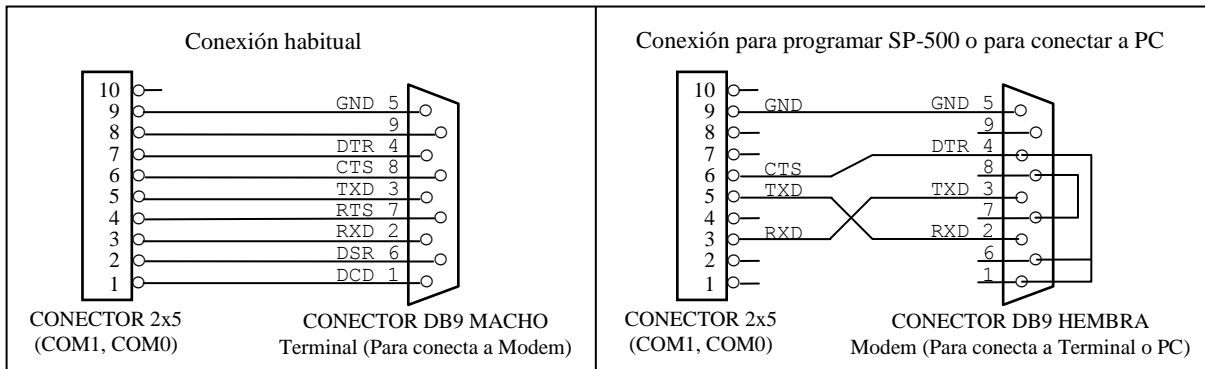 Conexión habitual
10
9
8
7
6
5
4
3
2
1
GND 5
9
DTR 4
CTS 8
TXD 3
RTS 7
RXD 2
DSR 6
DCD 1
CONECTOR 2x5
(COM1, COM0)
CONECTOR DB9 MACHO
Terminal (Para conecta a Modem)
Conexión para programar SP-500 o para conectar a PC
10
9
8
7
6
5
4
3
2
1
GND
CTS
TXD
RXD
GND 5
9
DTR 4
8
TXD 3
7
RXD 2
6
1
CONECTOR 2x5
(COM1, COM0)
CONECTOR DB9 HEMBRA
Modem (Para conecta a Terminal o PC)